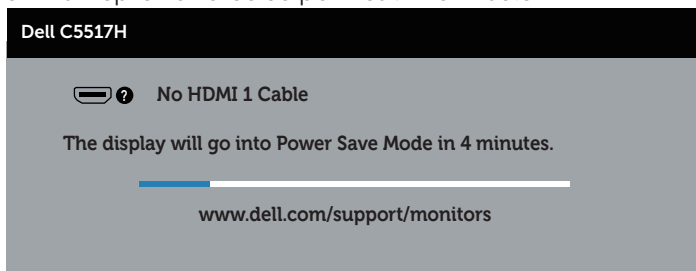 Dell C5517H
? No HDMI 1 Cable
The display will go into Power Save Mode in 4 minutes.
www.dell.com/support/monitors